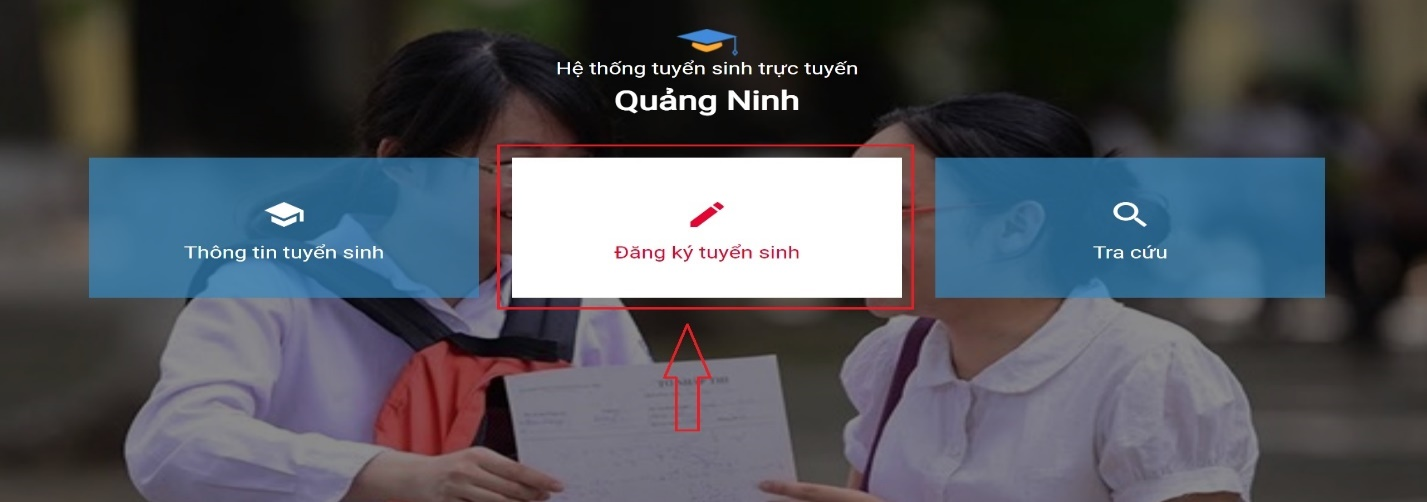 Hệ thống tuyển sinh trực tuyến
Quảng Ninh
Thông tin tuyển sinh
Đăng ký tuyển sinh
Tra cứu